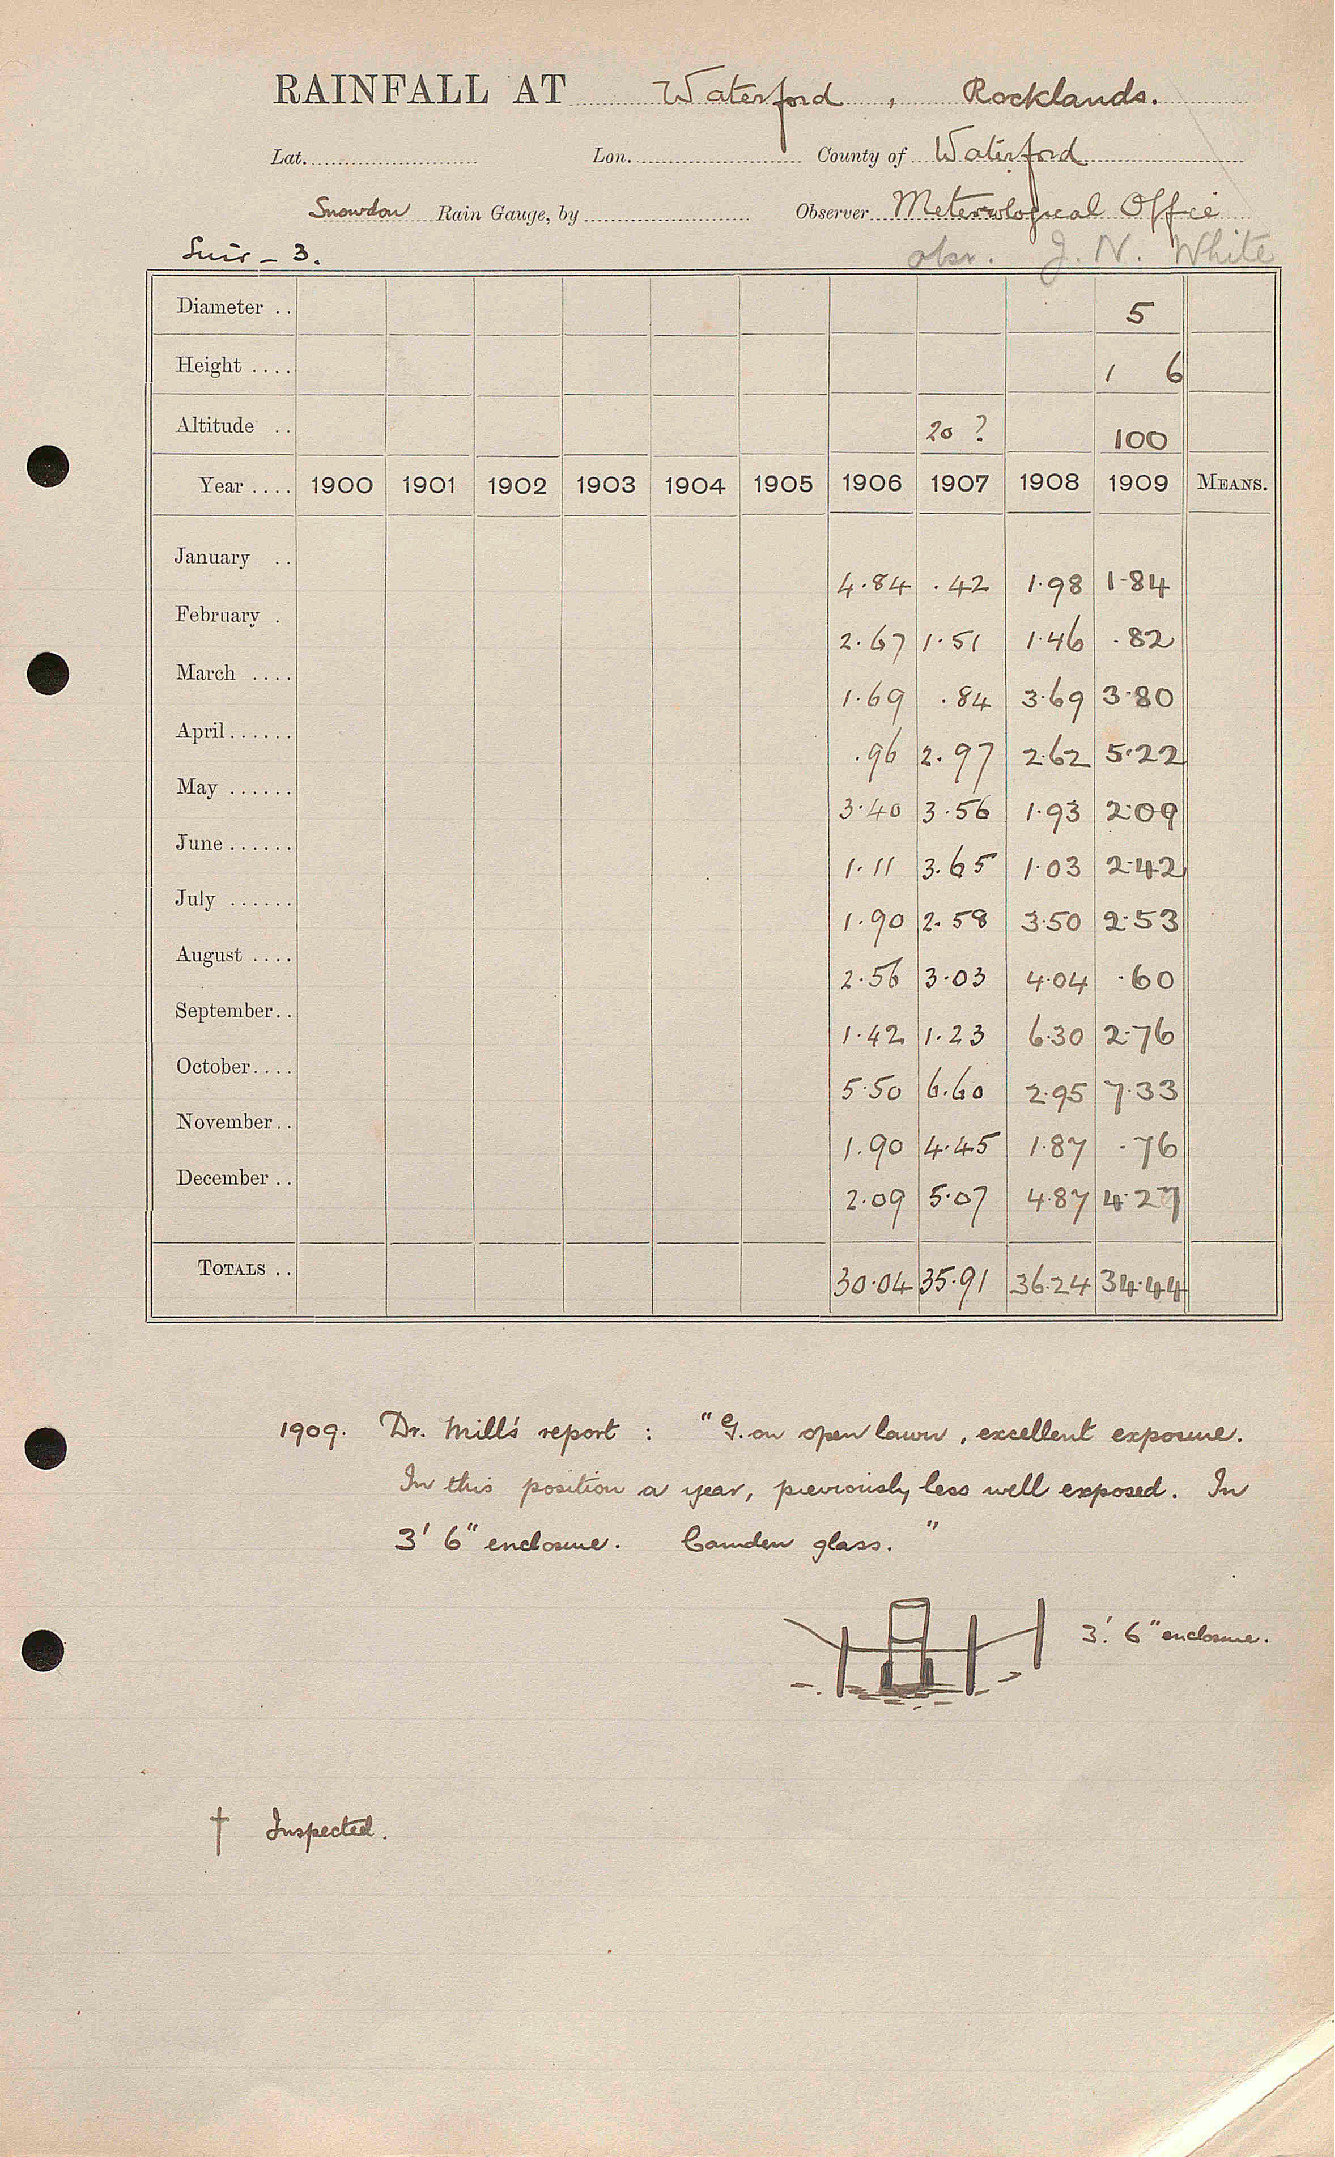 RAINFALL AT Waterford, Rocklands.
Lat. Lon. County of Waterford
Snowdon Rain Gauge, by Observer Meterological Office
Suir - 3. obsr. J. N. White
Diameter .. 5
Height .... 1 6
Altitude .. 20 ? 100
Year .... 1900 1901 1902 1903 1904 1905 1906 1907 1908 1909 MEANS.
January .. 4.84 .42 1.98 1.84
February . 2.67 1.51 1.46 .82
March .... 1.69 .84 3.69 3.80
April ...... .96 2.97 2.62 5.22
May ...... 3.40 3.56 1.93 2.09
June ...... 1.11 3.65 1.03 2.42
July ...... 1.90 2.58 3.50 2.53
August .... 2.56 3.03 4.04 .60
September .. 1.42 1.23 6.30 2.76
October .... 5.50 6.60 2.95 7.33
November .. 1.90 4.45 1.87 .76
December .. 2.09 5.07 4.87 4.27
TOTALS .. 30.04 35.91 36.24 34.44
1909. Dr. Mill's report : "G. on open lawn, excellent exposure.
In this position a year, previously less well exposed. In
3' 6" enclosure. Camden glass."
3' 6" enclosure.
† Inspected.